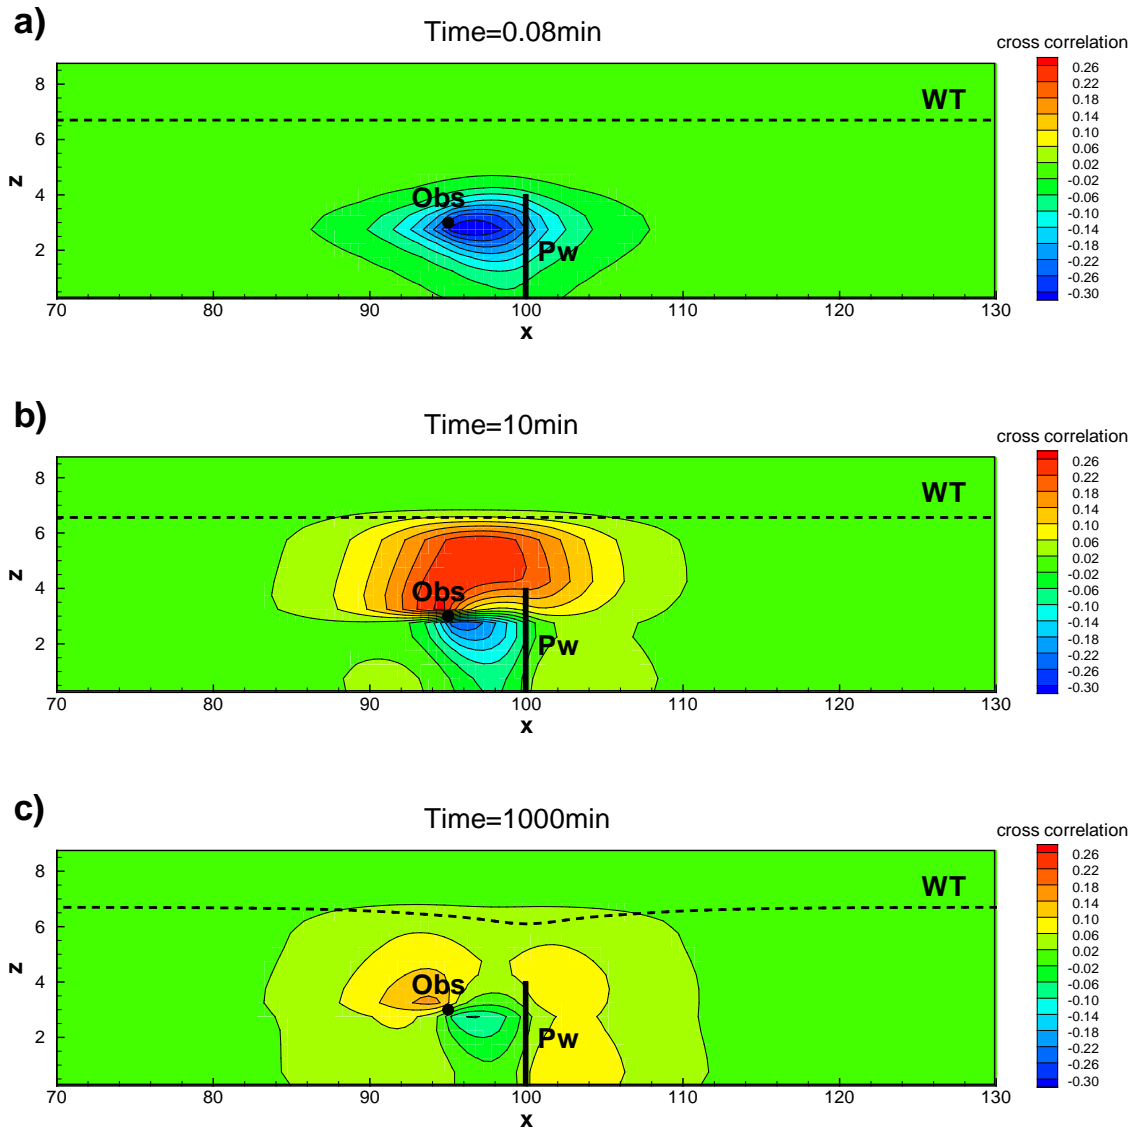 a)
Time=0.08min
cross correlation
WT
Obs
Pw
z
8
6
4
2
70 80 90 100 110 120 130
x
0.26
0.22
0.18
0.14
0.10
0.06
0.02
-0.02
-0.06
-0.10
-0.14
-0.18
-0.22
-0.26
-0.30
b)
Time=10min
cross correlation
WT
Obs
Pw
z
8
6
4
2
70 80 90 100 110 120 130
x
0.26
0.22
0.18
0.14
0.10
0.06
0.02
-0.02
-0.06
-0.10
-0.14
-0.18
-0.22
-0.26
-0.30
c)
Time=1000min
cross correlation
WT
Obs
Pw
z
8
6
4
2
70 80 90 100 110 120 130
x
0.26
0.22
0.18
0.14
0.10
0.06
0.02
-0.02
-0.06
-0.10
-0.14
-0.18
-0.22
-0.26
-0.30